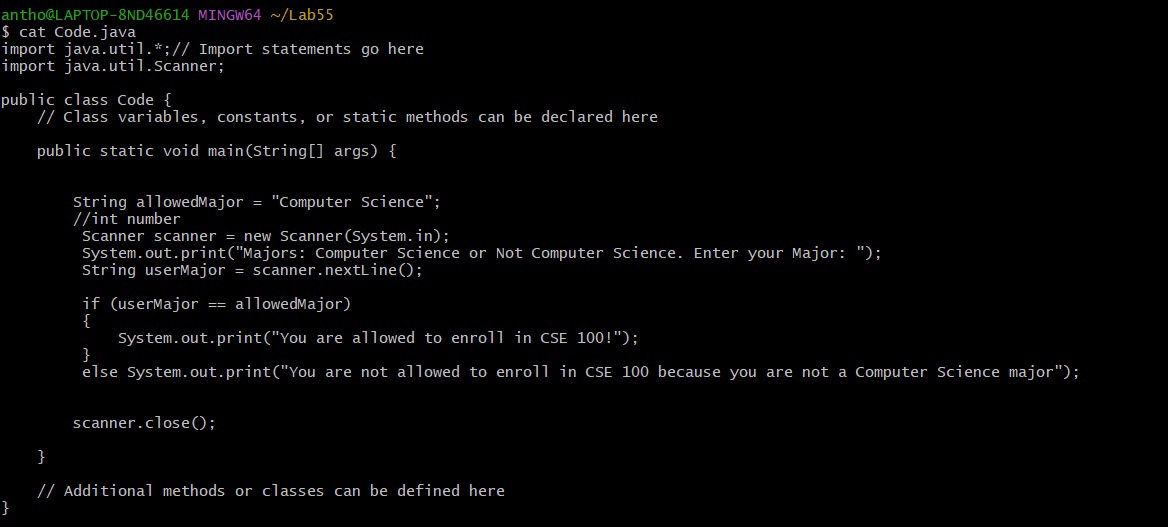 antho@LAPTOP-8ND46614 MINGW64 ~/Lab55
$ cat Code.java
import java.util.*;// Import statements go here
import java.util.Scanner;

public class Code {
    // Class variables, constants, or static methods can be declared here

    public static void main(String[] args) {


        String allowedMajor = "Computer Science";
        //int number
         Scanner scanner = new Scanner(System.in);
         System.out.print("Majors: Computer Science or Not Computer Science. Enter your Major: ");
         String userMajor = scanner.nextLine();

         if (userMajor == allowedMajor)
         {
             System.out.print("You are allowed to enroll in CSE 100!");
         }
         else System.out.print("You are not allowed to enroll in CSE 100 because you are not a Computer Science major");


        scanner.close();

    }

    // Additional methods or classes can be defined here
}